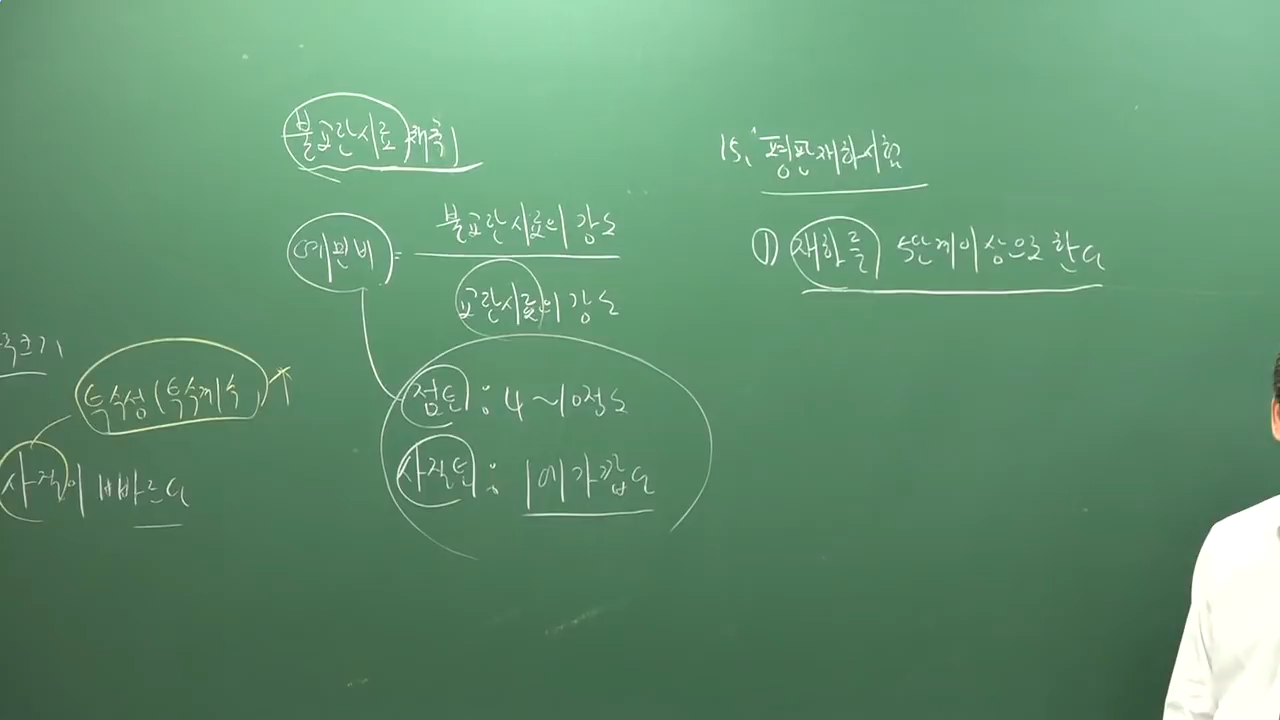 투수성(투수계수)↑
사질이 빠르다
불교란시료 채취
예민비 = 불교란시료의 강도
교란시료의 강도
점토 : 4~10정도
사질토 : 1에 가깝다
15. 평판재하시험
① 재하를 5단계이상으로 한다